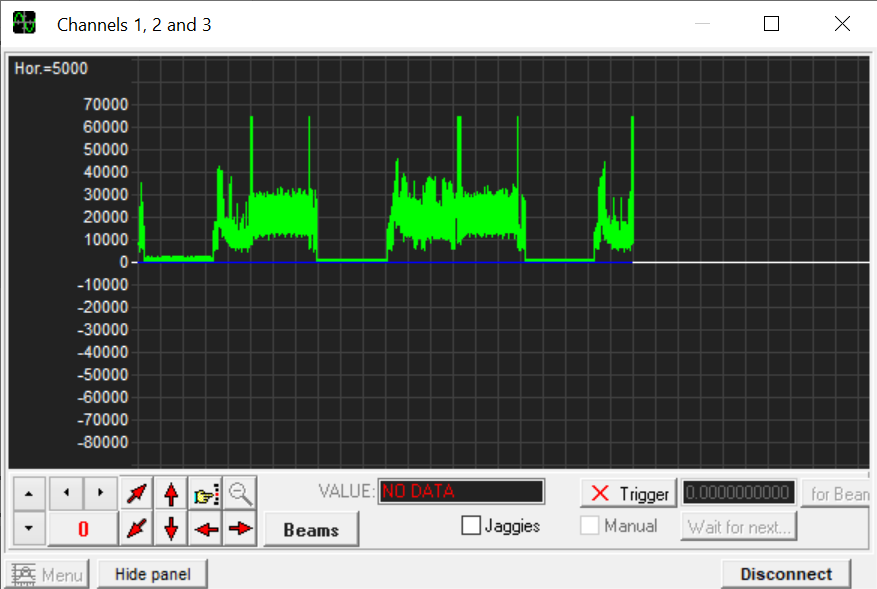 Channels 1, 2 and 3
Hor.=5000
70000
60000
50000
40000
30000
20000
10000
0
-10000
-20000
-30000
-40000
-50000
-60000
-70000
-80000
VALUE: NO DATA
Trigger
0.0000000000
for Bean
0
Beams
Jaggies
Manual
Wait for next...
Menu
Hide panel
Disconnect